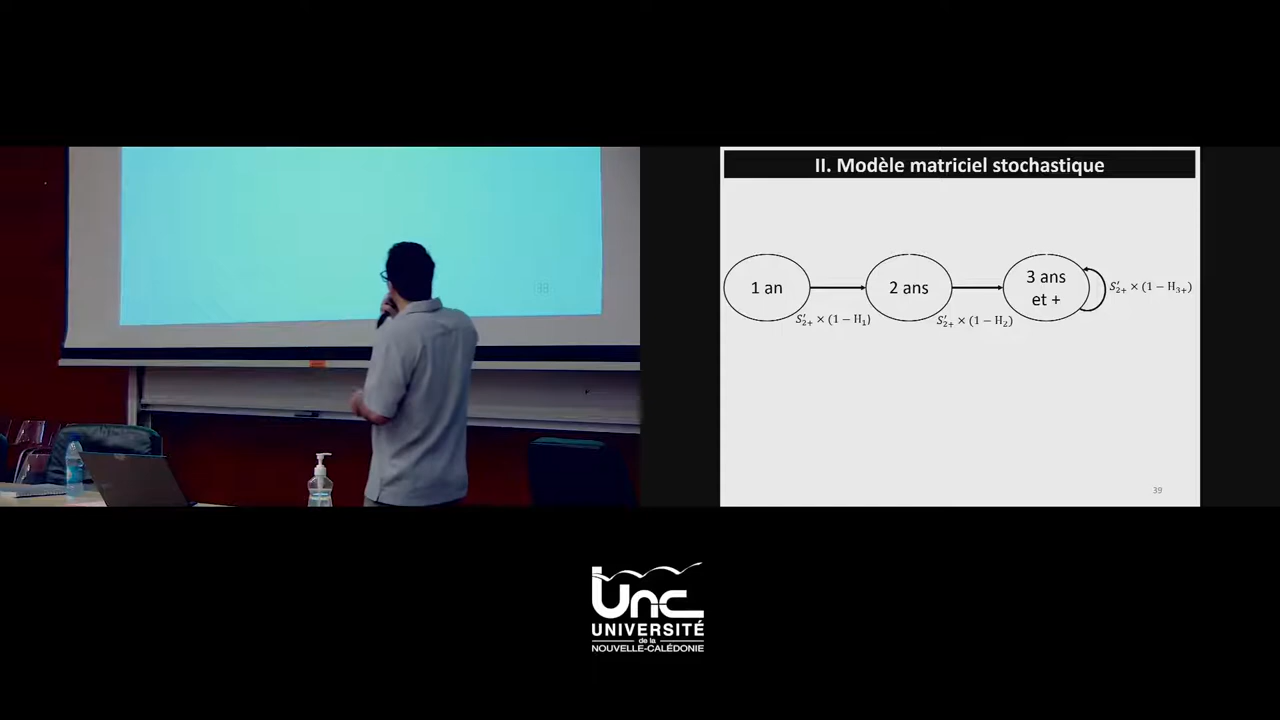 II. Modèle matriciel stochastique
1 an
2 ans
3 ans
et +
S′₂₊ × (1 − H₁)
S′₂₊ × (1 − H₂)
S′₂₊ × (1 − H₃₊)
39
unc
UNIVERSITÉ
de la
NOUVELLE-CALÉDONIE